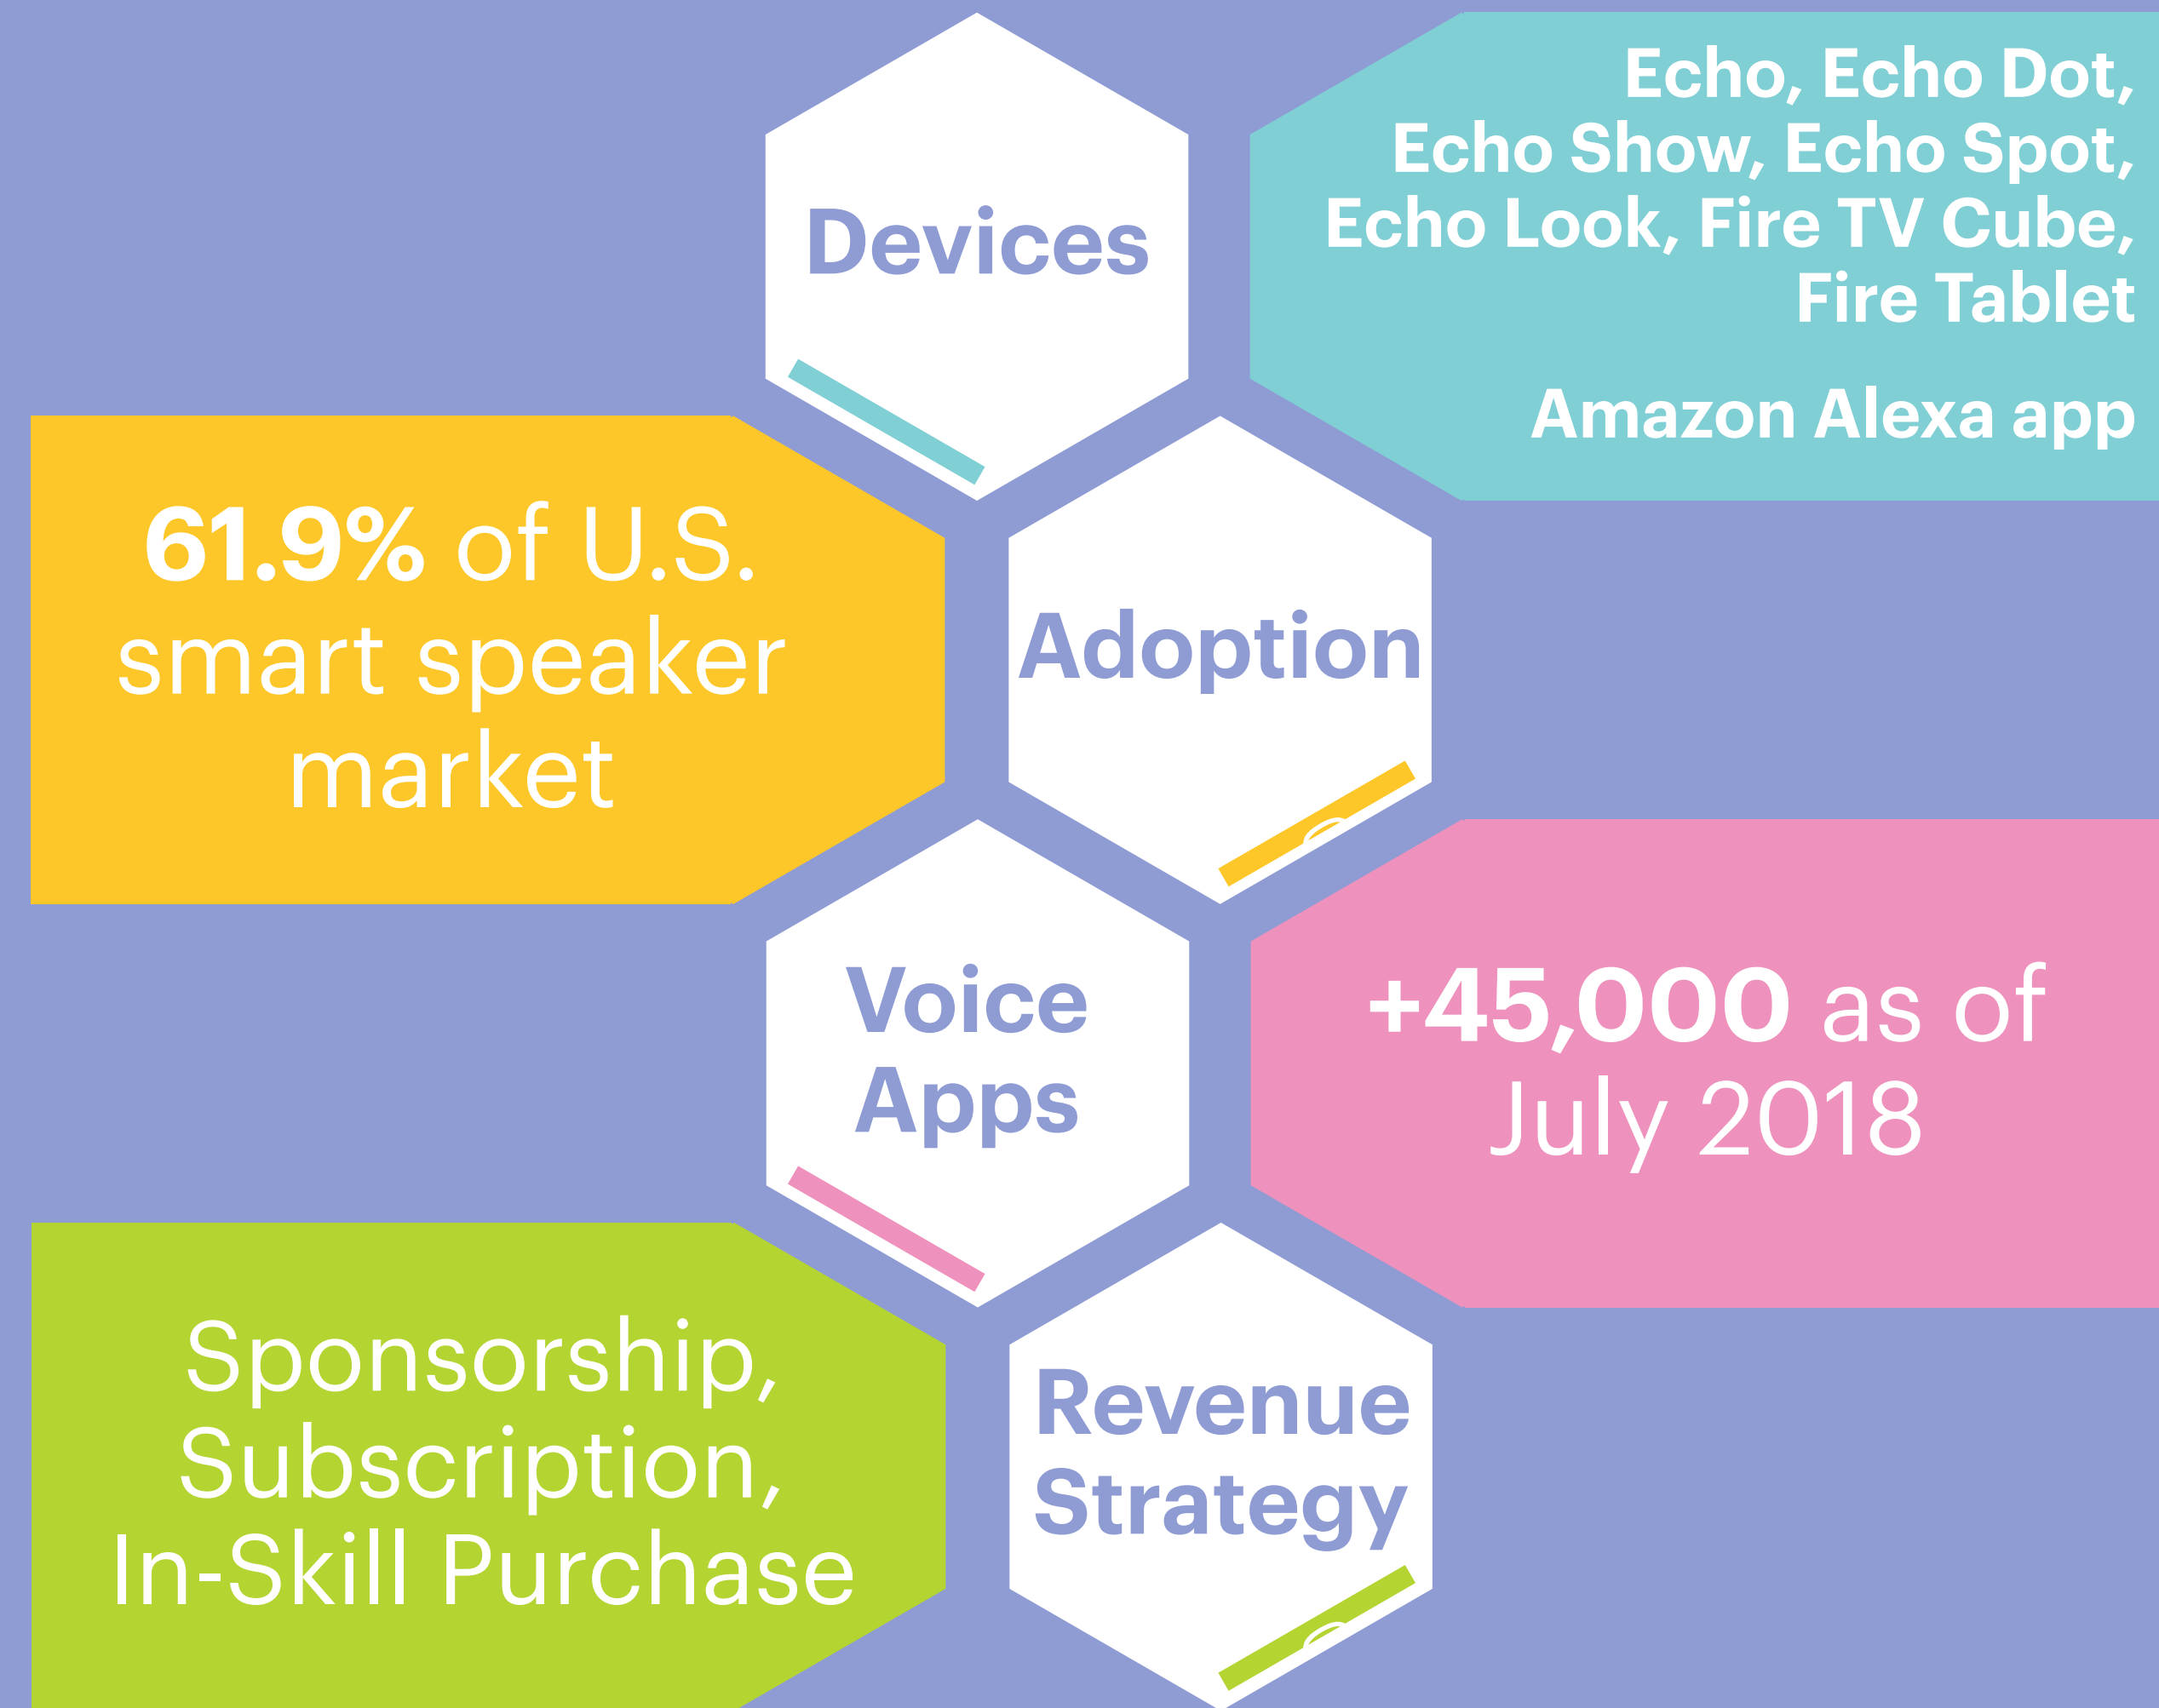 Devices
Echo, Echo Dot,
Echo Show, Echo Spot,
Echo Look, Fire TV Cube,
Fire Tablet
Amazon Alexa app
61.9% of U.S.
smart speaker
market
Adoption
Voice
Apps
+45,000 as of
July 2018
Sponsorship,
Subscription,
In-Skill Purchase
Revenue
Strategy